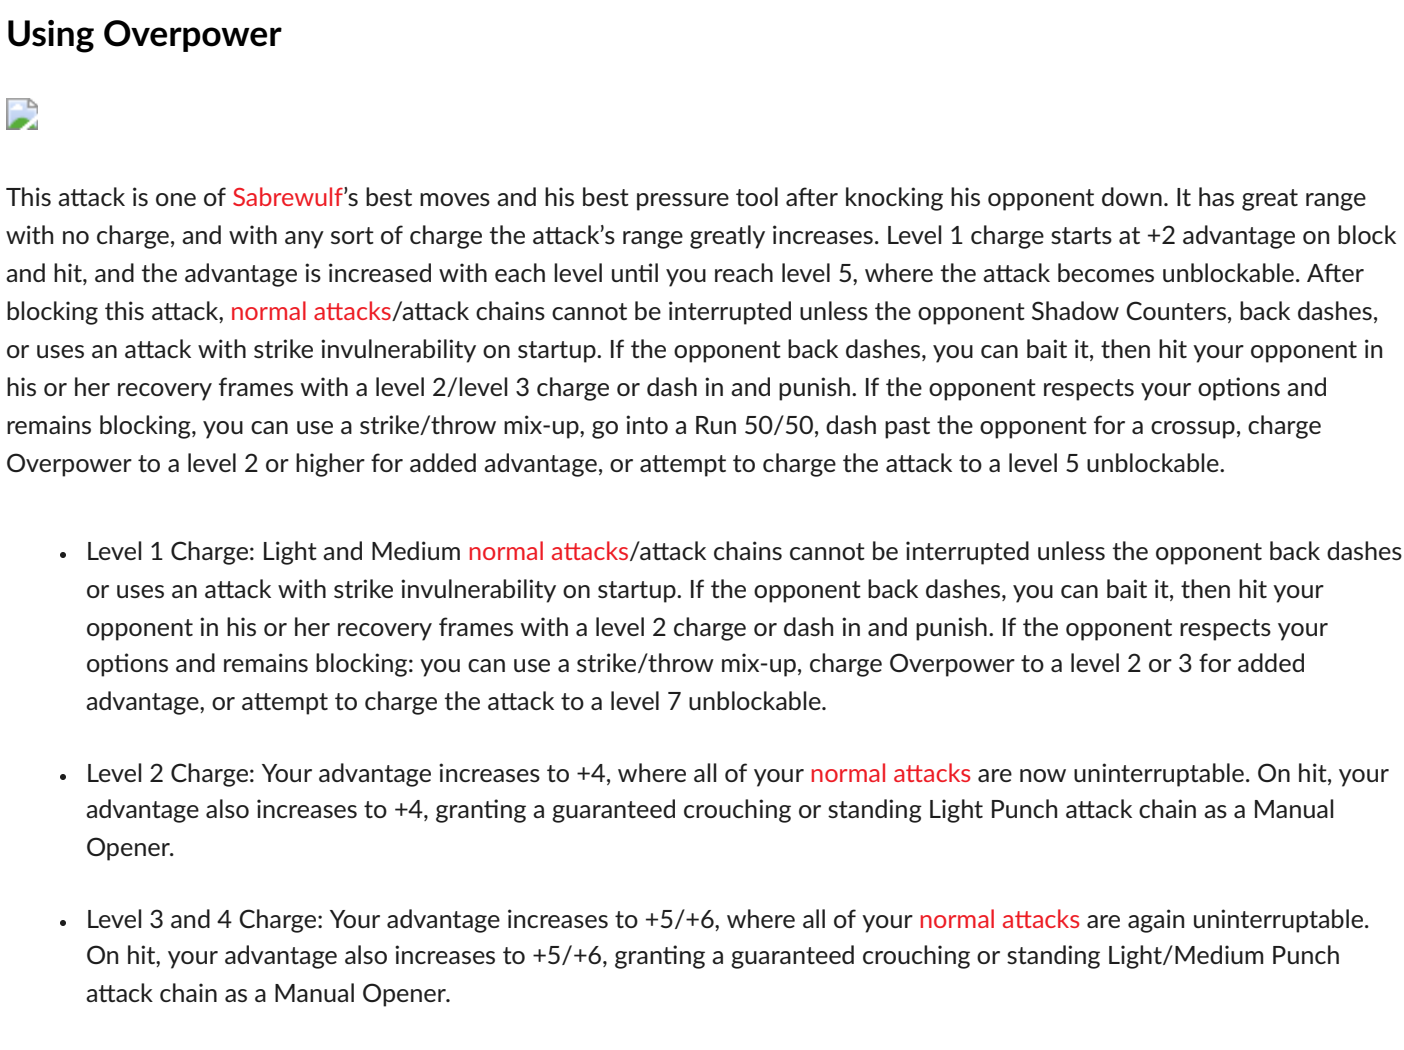 Using Overpower
This attack is one of Sabrewulf’s best moves and his best pressure tool after knocking his opponent down. It has great range
with no charge, and with any sort of charge the attack’s range greatly increases. Level 1 charge starts at +2 advantage on block
and hit, and the advantage is increased with each level until you reach level 5, where the attack becomes unblockable. After
blocking this attack, normal attacks/attack chains cannot be interrupted unless the opponent Shadow Counters, back dashes,
or uses an attack with strike invulnerability on startup. If the opponent back dashes, you can bait it, then hit your opponent in
his or her recovery frames with a level 2/level 3 charge or dash in and punish. If the opponent respects your options and
remains blocking, you can use a strike/throw mix-up, go into a Run 50/50, dash past the opponent for a crossup, charge
Overpower to a level 2 or higher for added advantage, or attempt to charge the attack to a level 5 unblockable.
• Level 1 Charge: Light and Medium normal attacks/attack chains cannot be interrupted unless the opponent back dashes
or uses an attack with strike invulnerability on startup. If the opponent back dashes, you can bait it, then hit your
opponent in his or her recovery frames with a level 2 charge or dash in and punish. If the opponent respects your
options and remains blocking: you can use a strike/throw mix-up, charge Overpower to a level 2 or 3 for added
advantage, or attempt to charge the attack to a level 7 unblockable.
• Level 2 Charge: Your advantage increases to +4, where all of your normal attacks are now uninterruptable. On hit, your
advantage also increases to +4, granting a guaranteed crouching or standing Light Punch attack chain as a Manual
Opener.
• Level 3 and 4 Charge: Your advantage increases to +5/+6, where all of your normal attacks are again uninterruptable.
On hit, your advantage also increases to +5/+6, granting a guaranteed crouching or standing Light/Medium Punch
attack chain as a Manual Opener.